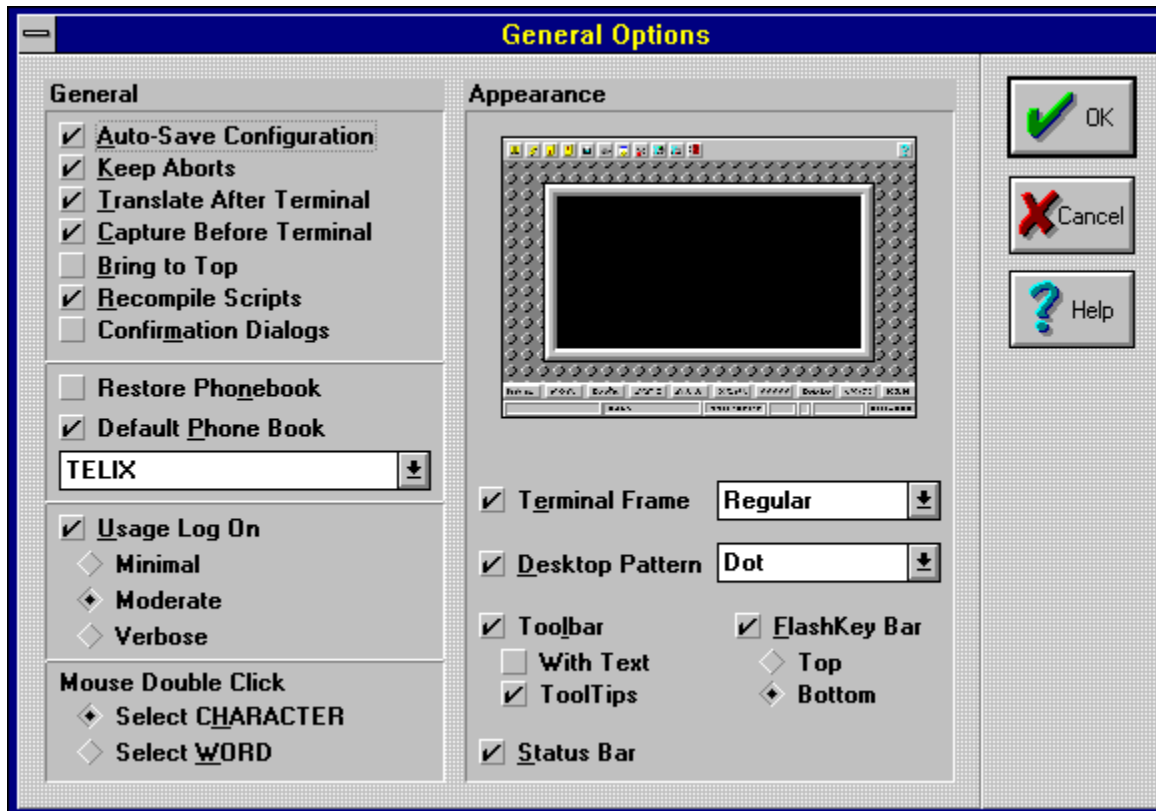 General Options
General
Auto-Save Configuration
Keep Aborts
Translate After Terminal
Capture Before Terminal
Bring to Top
Recompile Scripts
Confirmation Dialogs
Restore Phonebook
Default Phone Book
TELIX
Usage Log On
Minimal
Moderate
Verbose
Mouse Double Click
Select CHARACTER
Select WORD
Appearance
Terminal Frame
Regular
Desktop Pattern
Dot
Toolbar
With Text
ToolTips
FlashKey Bar
Top
Bottom
Status Bar
OK
Cancel
Help